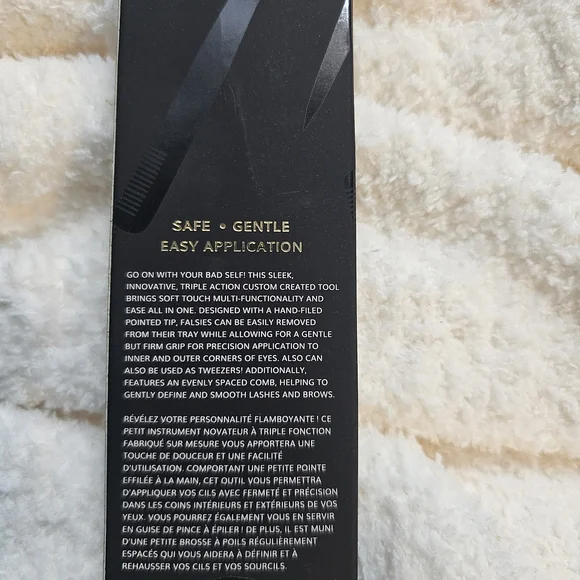 SAFE • GENTLE
EASY APPLICATION
GO ON WITH YOUR BAD SELF! THIS SLEEK,
INNOVATIVE, TRIPLE ACTION CUSTOM CREATED TOOL
BRINGS SOFT TOUCH MULTI-FUNCTIONALITY AND
EASE ALL IN ONE. DESIGNED WITH A HAND-FILED
POINTED TIP, FALSIES CAN BE EASILY REMOVED
FROM THEIR TRAY WHILE ALLOWING FOR A GENTLE
BUT FIRM GRIP FOR PRECISION APPLICATION TO
INNER AND OUTER CORNERS OF EYES. ALSO CAN
ALSO BE USED AS TWEEZERS! ADDITIONALLY,
FEATURES AN EVENLY SPACED COMB, HELPING TO
GENTLY DEFINE AND SMOOTH LASHES AND BROWS.
RÉVÉLEZ VOTRE PERSONNALITÉ FLAMBOYANTE! CE
PETIT INSTRUMENT NOVATEUR À TRIPLE FONCTION
FABRIQUÉ SUR MESURE VOUS APPORTERA UNE
TOUCHE DE DOUCEUR ET UNE FACILITÉ
D'UTILISATION. COMPORTANT UNE PETITE POINTE
EFFILÉE À LA MAIN, CET OUTIL VOUS PERMETTRA
D'APPLIQUER VOS CILS AVEC FERMETÉ ET PRÉCISION
DANS LES COINS INTÉRIEURS ET EXTÉRIEURS DE VOS
YEUX. VOUS POURREZ ÉGALEMENT VOUS EN SERVIR
EN GUISE DE PINCE À ÉPILER! DE PLUS, IL EST MUNI
D'UNE PETITE BROSSE À POILS RÉGULIÈREMENT
ESPACÉS QUI VOUS AIDERA À DÉFINIR ET À
REHAUSSER VOS CILS ET VOS SOURCILS.